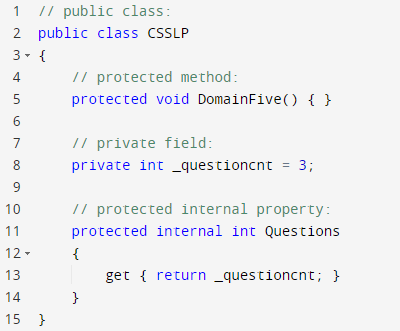 1 // public class:
2 public class CSSLP
3 {
4     // protected method:
5     protected void DomainFive() { }
6
7     // private field:
8     private int _questioncnt = 3;
9
10     // protected internal property:
11     protected internal int Questions
12     {
13         get { return _questioncnt; }
14     }
15 }